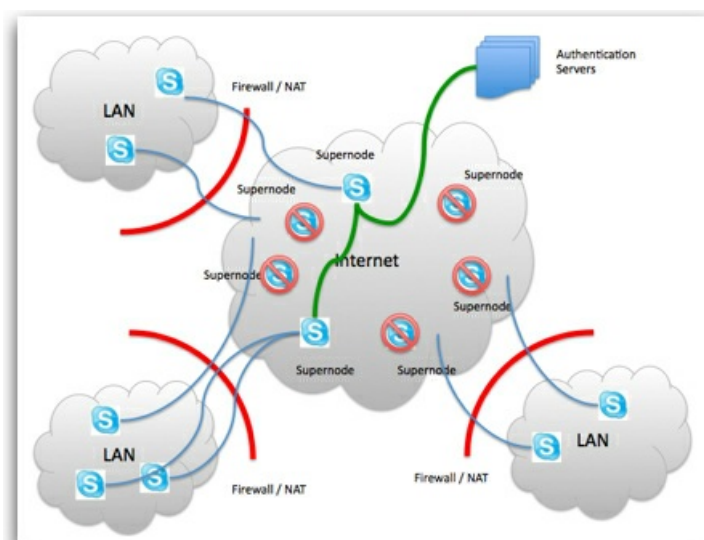 Authentication
Servers
Firewall / NAT
LAN
Supernode
Supernode
Supernode
Supernode
Internet
Supernode
Supernode
Supernode
LAN
LAN
Firewall / NAT
Firewall / NAT